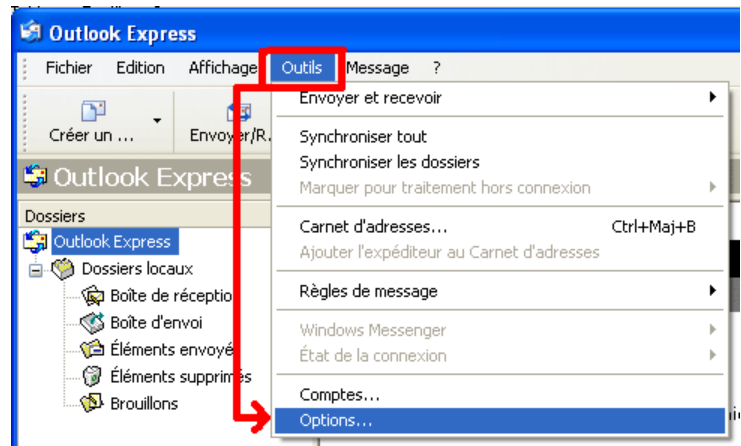 Outlook Express
Fichier Edition Affichage Outils Message ?
Créer un ... Envoyer/R.
Outlook Express
Dossiers
Outlook Express
Dossiers locaux
Boîte de réceptio
Boîte d'envoi
Éléments envoyé
Éléments supprimés
Brouillons
Envoyer et recevoir
Synchroniser tout
Synchroniser les dossiers
Marquer pour traitement hors connexion
Carnet d'adresses... Ctrl+Maj+B
Ajouter l'expéditeur au Carnet d'adresses
Règles de message
Windows Messenger
État de la connexion
Comptes...
Options...